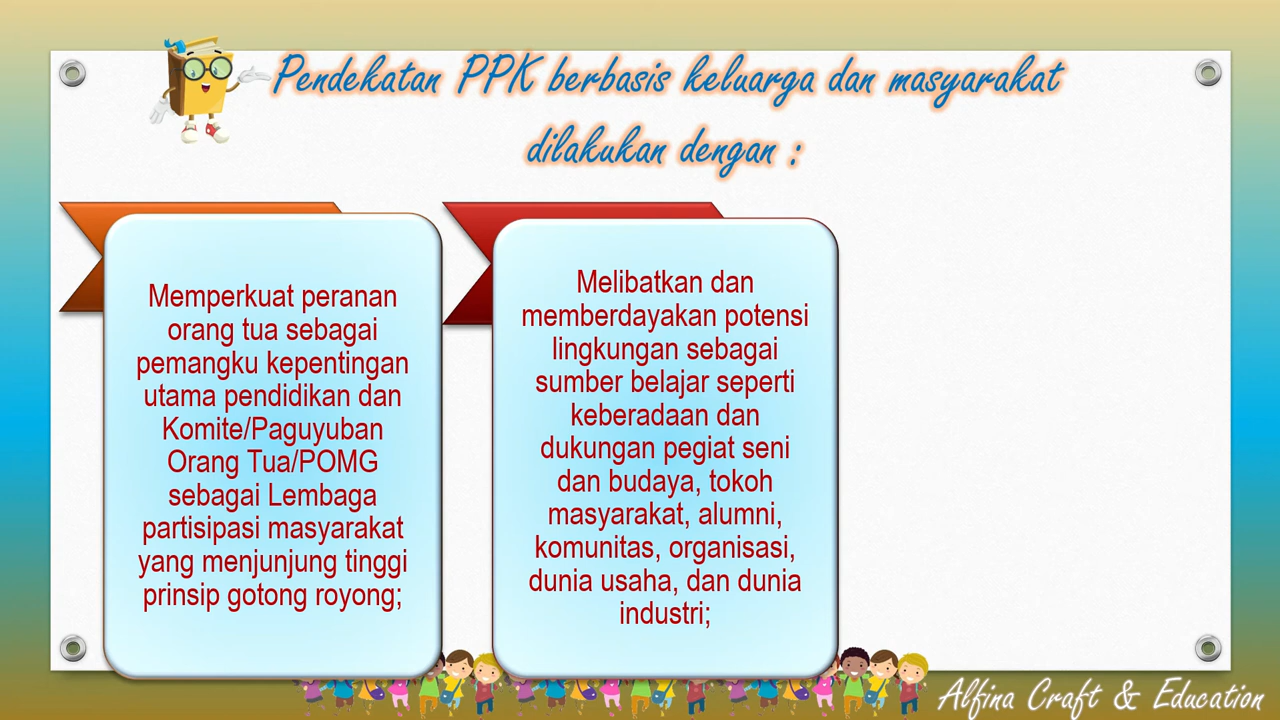 Pendekatan PPK berbasis keluarga dan masyarakat
dilakukan dengan :
Memperkuat peranan
orang tua sebagai
pemangku kepentingan
utama pendidikan dan
Komite/Paguyuban
Orang Tua/POMG
sebagai Lembaga
partisipasi masyarakat
yang menjunjung tinggi
prinsip gotong royong;
Melibatkan dan
memberdayakan potensi
lingkungan sebagai
sumber belajar seperti
keberadaan dan
dukungan pegiat seni
dan budaya, tokoh
masyarakat, alumni,
komunitas, organisasi,
dunia usaha, dan dunia
industri;
Alfina Craft & Education